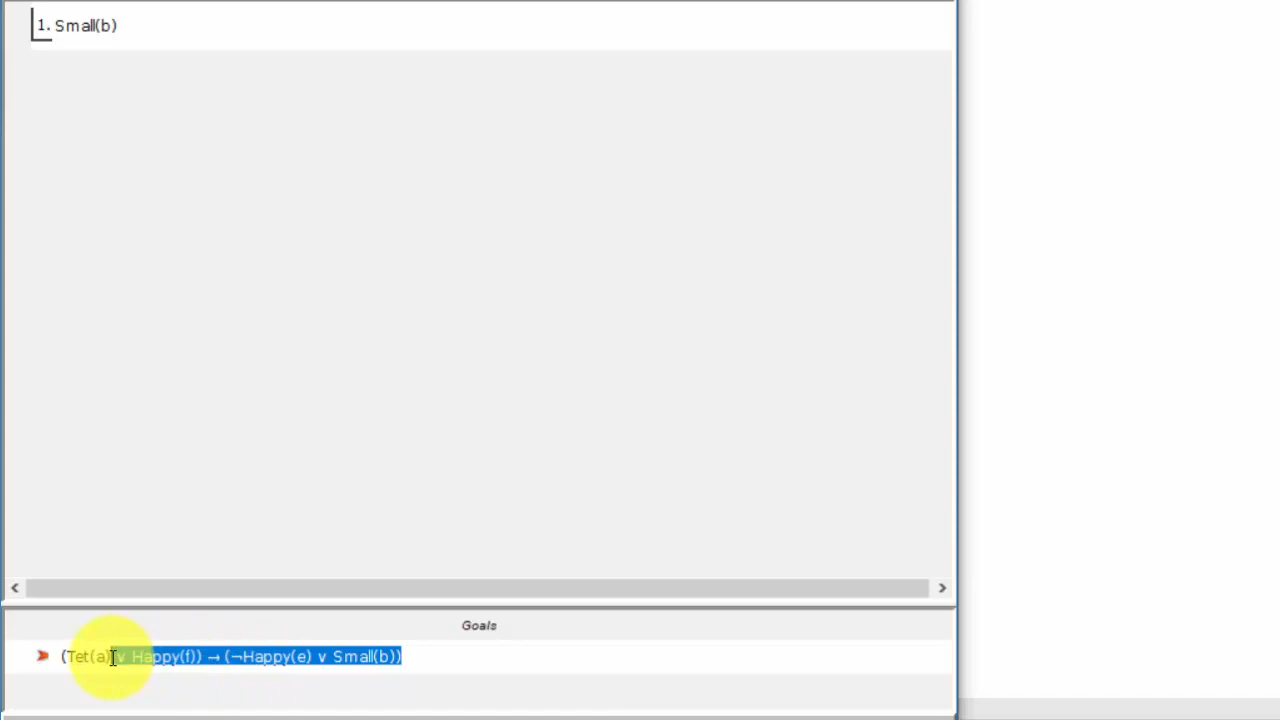 1. Small(b)
Goals
(Tet(a) ∨ Happy(f)) → (¬Happy(e) ∨ Small(b))